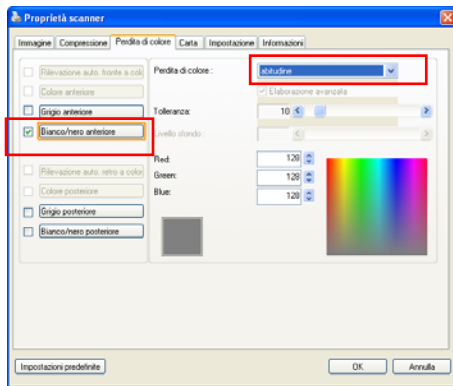 Proprietà scanner
Immagine Compressione Perdita di colore Carta Impostazione Informazioni
Rilevazione auto. fronte a colo
Colore anteriore
Grigio anteriore
Bianco/nero anteriore
Rilevazione auto. retro a color
Colore posteriore
Grigio posteriore
Bianco/nero posteriore
Perdita di colore : abitudine
Elaborazione avanzata
Tolleranza: 10
Livello sfondo :
Red: 128
Green: 128
Blue: 128
Impostazioni predefinite OK Annulla